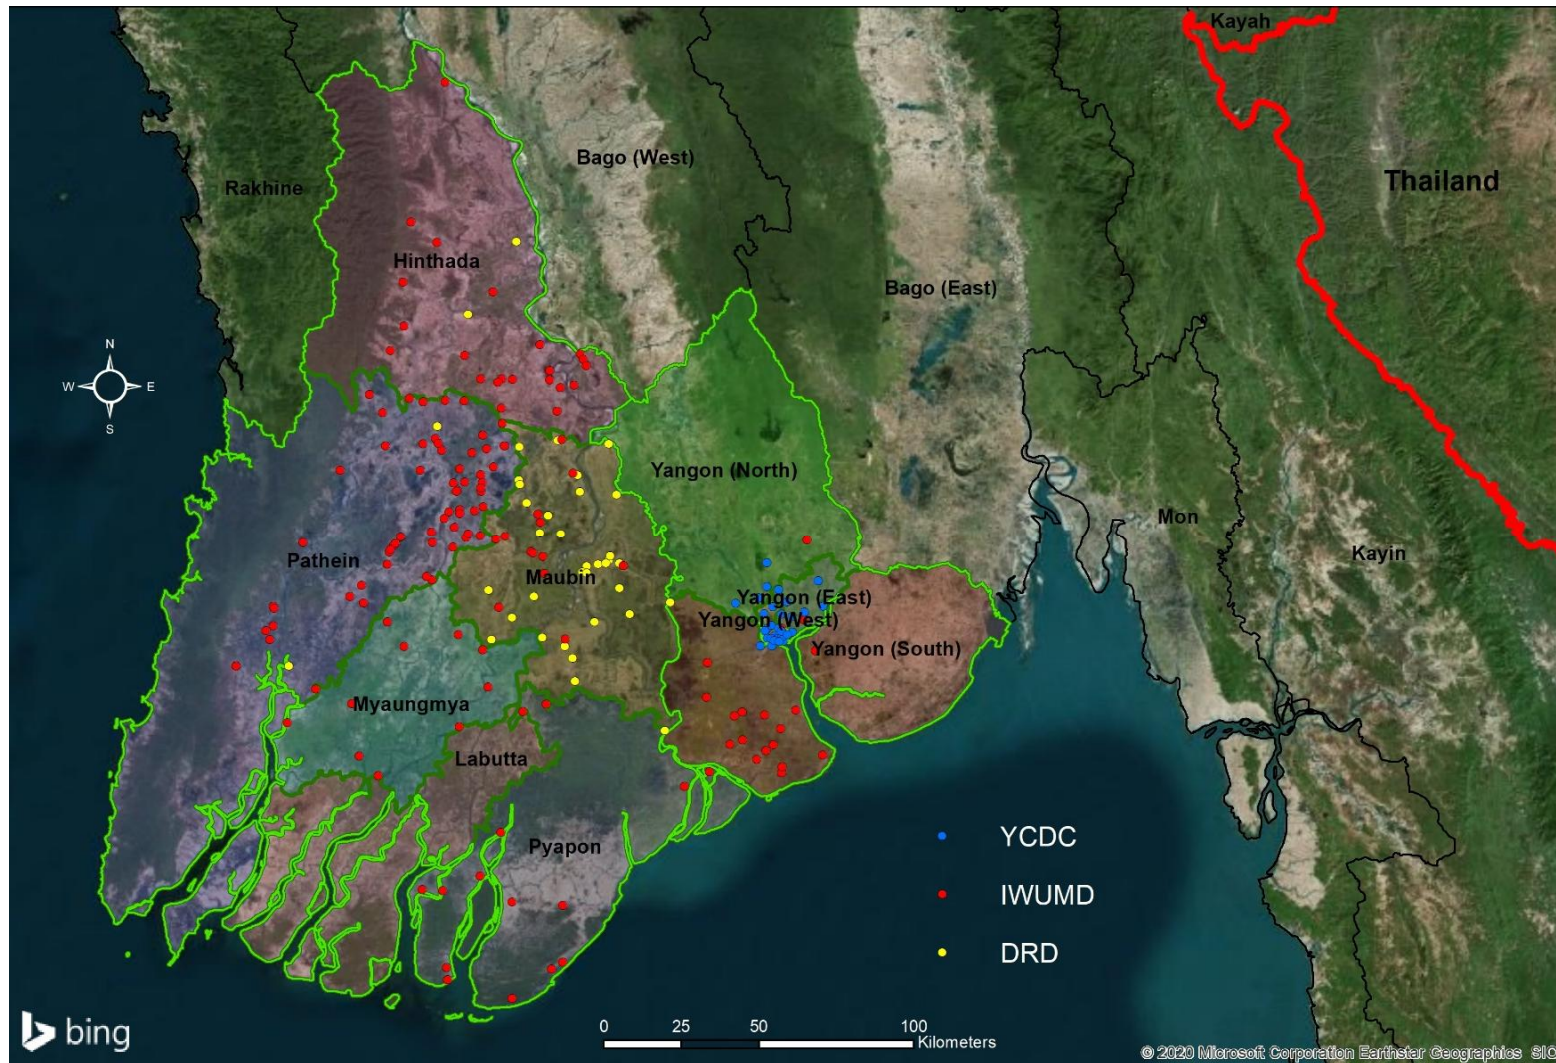 Kayah
Bago (West)
Thailand
Rakhine
Hinthada
Bago (East)
N
W
E
S
Yangon (North)
Mon
Kayin
Pathein
Maubin
Yangon (East)
Yangon (West)
Yangon (South)
Myaungmya
Labutta
Pyapon
YCDC
IWUMD
DRD
0 25 50 100
Kilometers
bing
© 2020 Microsoft Corporation Earthstar Geographics SIO